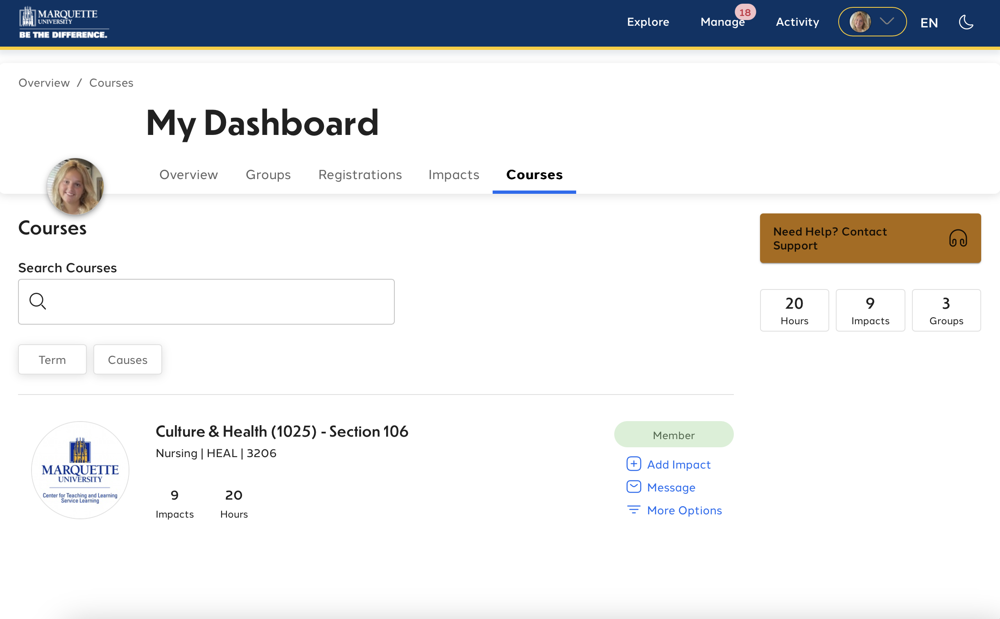 MARQUETTE
UNIVERSITY
BE THE DIFFERENCE.
Explore
Manage
18
Activity
EN
Overview / Courses
My Dashboard
Overview
Groups
Registrations
Impacts
Courses
Courses
Search Courses
Term
Causes
Need Help? Contact
Support
20
Hours
9
Impacts
3
Groups
MARQUETTE
UNIVERSITY
Center for Teaching and Learning
Service Learning
Culture & Health (1025) - Section 106
Nursing | HEAL | 3206
9
Impacts
20
Hours
Member
Add Impact
Message
More Options